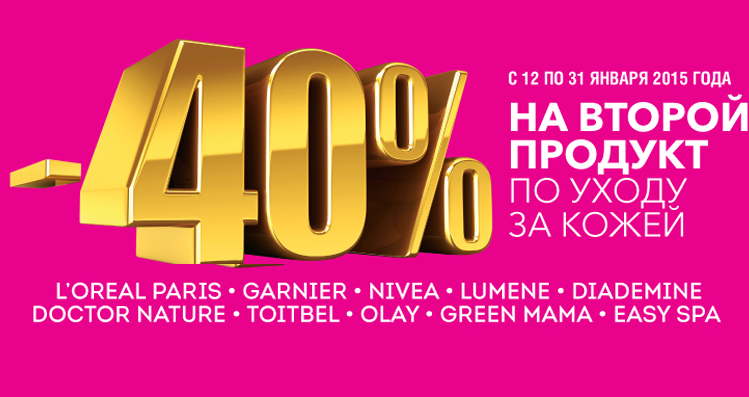 -40%
С 12 ПО 31 ЯНВАРЯ 2015 ГОДА
НА ВТОРОЙ
ПРОДУКТ
ПО УХОДУ
ЗА КОЖЕЙ
L'OREAL PARIS • GARNIER • NIVEA • LUMENE • DIADEMINE
DOCTOR NATURE • TOITBEL • OLAY • GREEN MAMA • EASY SPA